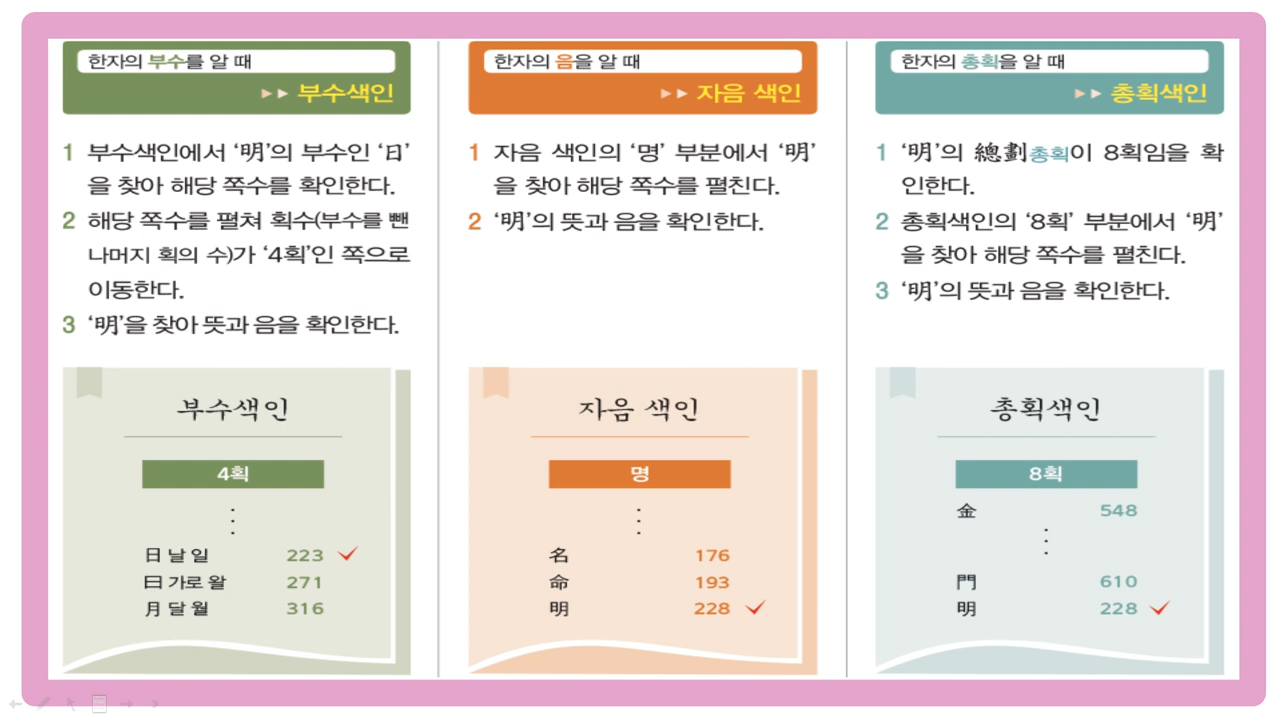 한자의 부수를 알 때
▸▸ 부수색인
1 부수색인에서 ‘明’의 부수인 ‘日’
을 찾아 해당 쪽수를 확인한다.
2 해당 쪽수를 펼쳐 획수(부수를 뺀
나머지 획의 수)가 ‘4획’인 쪽으로
이동한다.
3 ‘明’을 찾아 뜻과 음을 확인한다.
부수색인
4획
⋮
日 날 일 223 ✓
曰 가로 왈 271
月 달 월 316
한자의 음을 알 때
▸▸ 자음 색인
1 자음 색인의 ‘명’ 부분에서 ‘明’
을 찾아 해당 쪽수를 펼친다.
2 ‘明’의 뜻과 음을 확인한다.
자음 색인
명
⋮
名 176
命 193
明 228 ✓
한자의 총획을 알 때
▸▸ 총획색인
1 ‘明’의 總劃총획이 8획임을 확
인한다.
2 총획색인의 ‘8획’ 부분에서 ‘明’
을 찾아 해당 쪽수를 펼친다.
3 ‘明’의 뜻과 음을 확인한다.
총획색인
8획
金 548
⋮
門 610
明 228 ✓